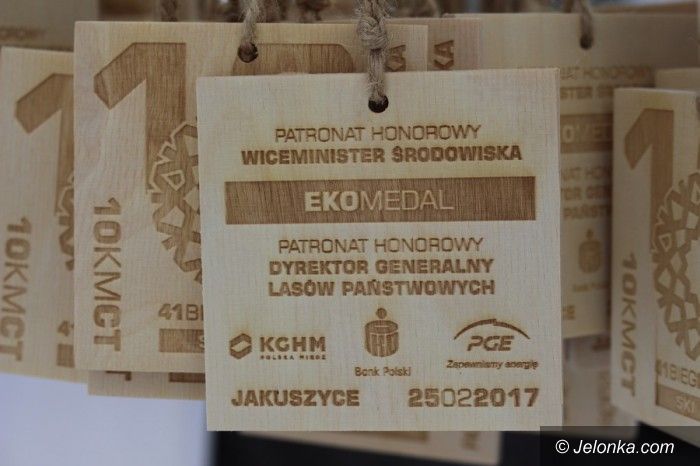 PATRONAT HONOROWY
WICEMINISTER ŚRODOWISKA
EKOMEDAL
PATRONAT HONOROWY
DYREKTOR GENERALNY
LASÓW PAŃSTWOWYCH
KGHM
POLSKA MIEDŹ
Bank Polski
PGE
Zapewniamy energię
JAKUSZYCE 25022017
10KMCT
10KMCT
10KMCT
41BIEG
© Jelonka.com